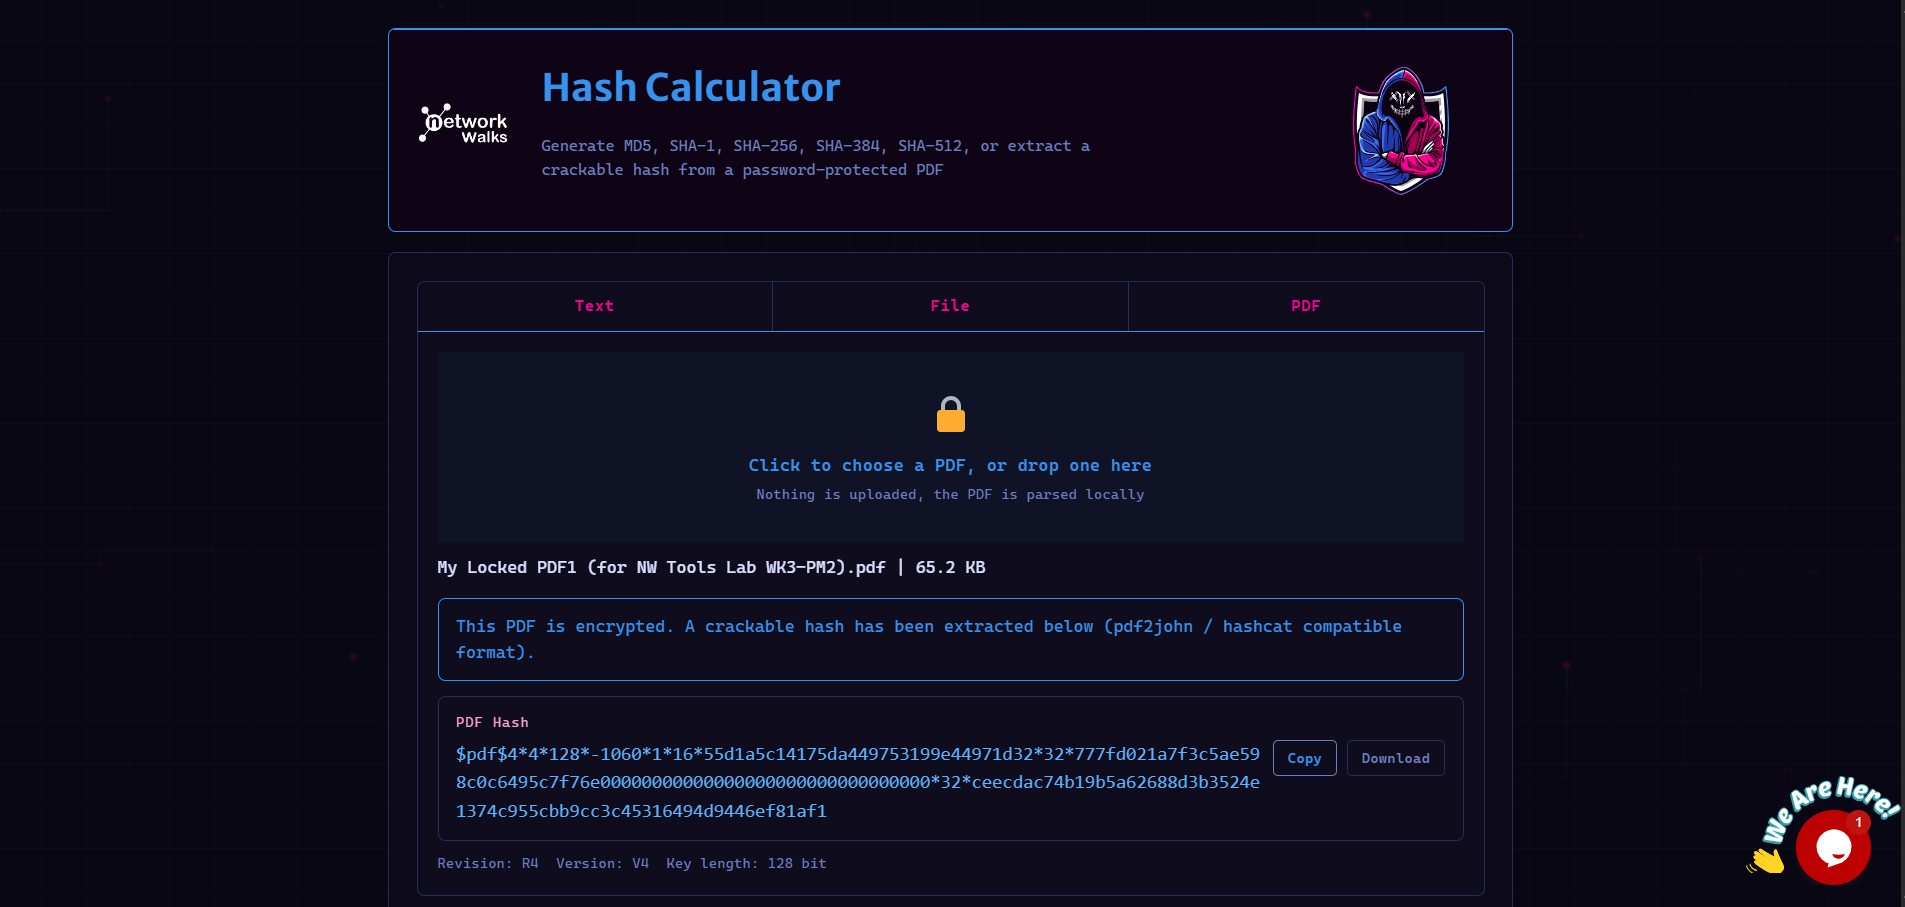 network
Walks
Hash Calculator
Generate MD5, SHA-1, SHA-256, SHA-384, SHA-512, or extract a
crackable hash from a password-protected PDF
Text
File
PDF
Click to choose a PDF, or drop one here
Nothing is uploaded, the PDF is parsed locally
My Locked PDF1 (for NW Tools Lab WK3-PM2).pdf | 65.2 KB
This PDF is encrypted. A crackable hash has been extracted below (pdf2john / hashcat compatible
format).
PDF Hash
$pdf$4*4*128*-1060*1*16*55d1a5c14175da449753199e44971d32*32*777fd021a7f3c5ae59
8c0c6495c7f76e00000000000000000000000000000000*32*ceecdac74b19b5a62688d3b3524e
1374c955cbb9cc3c45316494d9446ef81af1
Copy
Download
Revision: R4 Version: V4 Key length: 128 bit
We Are Here!
1